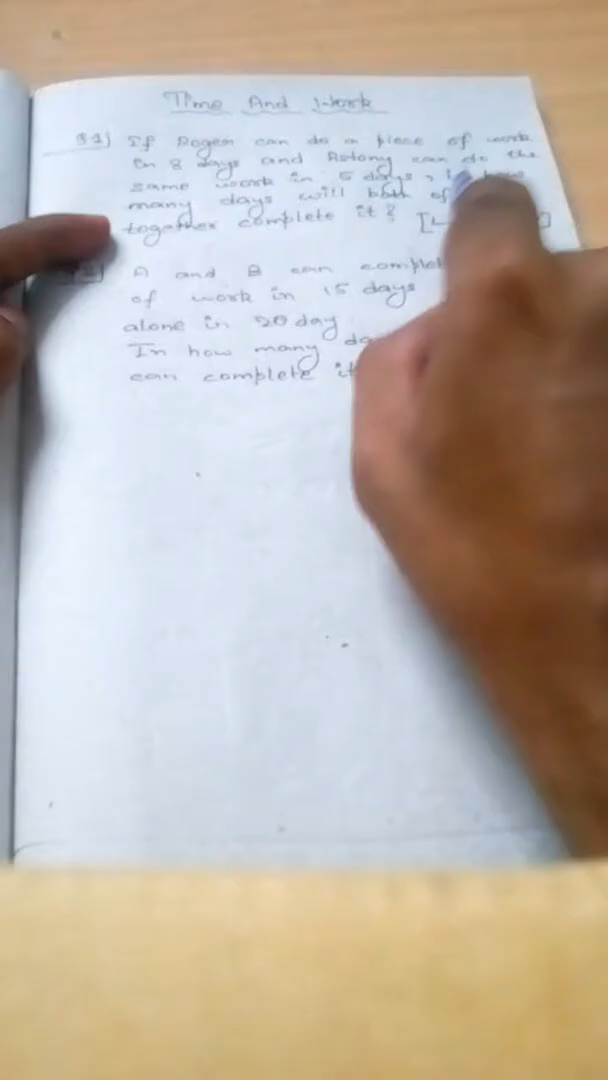 Time And Work
If Rogen can do a piece of work
in 8 days and Antony can do the
same work in 5 days,
many days will both of
together complete it? [L
A and B can complet
of work in 15 days
alone in 20 day
In how many da
can complete it